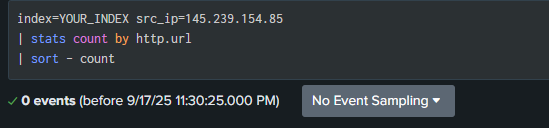 index=YOUR_INDEX src_ip=145.239.154.85
| stats count by http.url
| sort - count
✓ 0 events (before 9/17/25 11:30:25.000 PM) No Event Sampling ▾